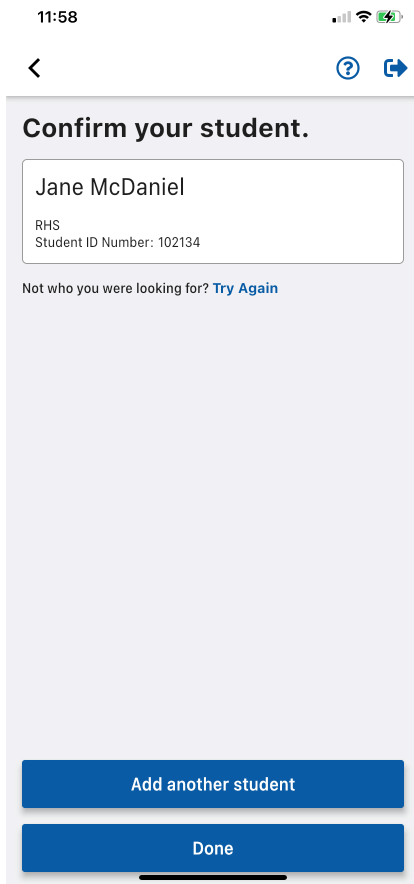 11:58
Confirm your student.
Jane McDaniel
RHS
Student ID Number: 102134
Not who you were looking for? Try Again
Add another student
Done